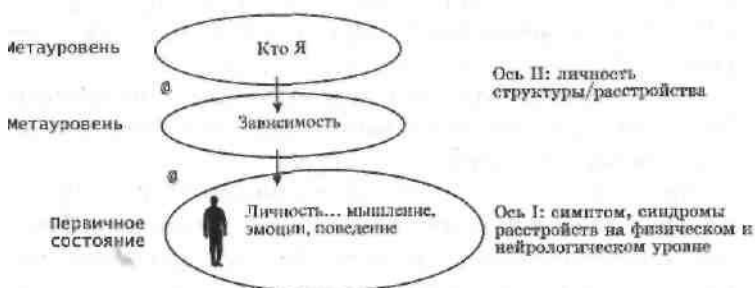 Метауровень
Кто Я
@
Ось II: личность
структуры/расстройства
Метауровень
Зависимость
@
Личность... мышление,
эмоции, поведение
Первичное
состояние
Ось I: симптом, синдромы
расстройств на физическом и
нейрологическом уровне